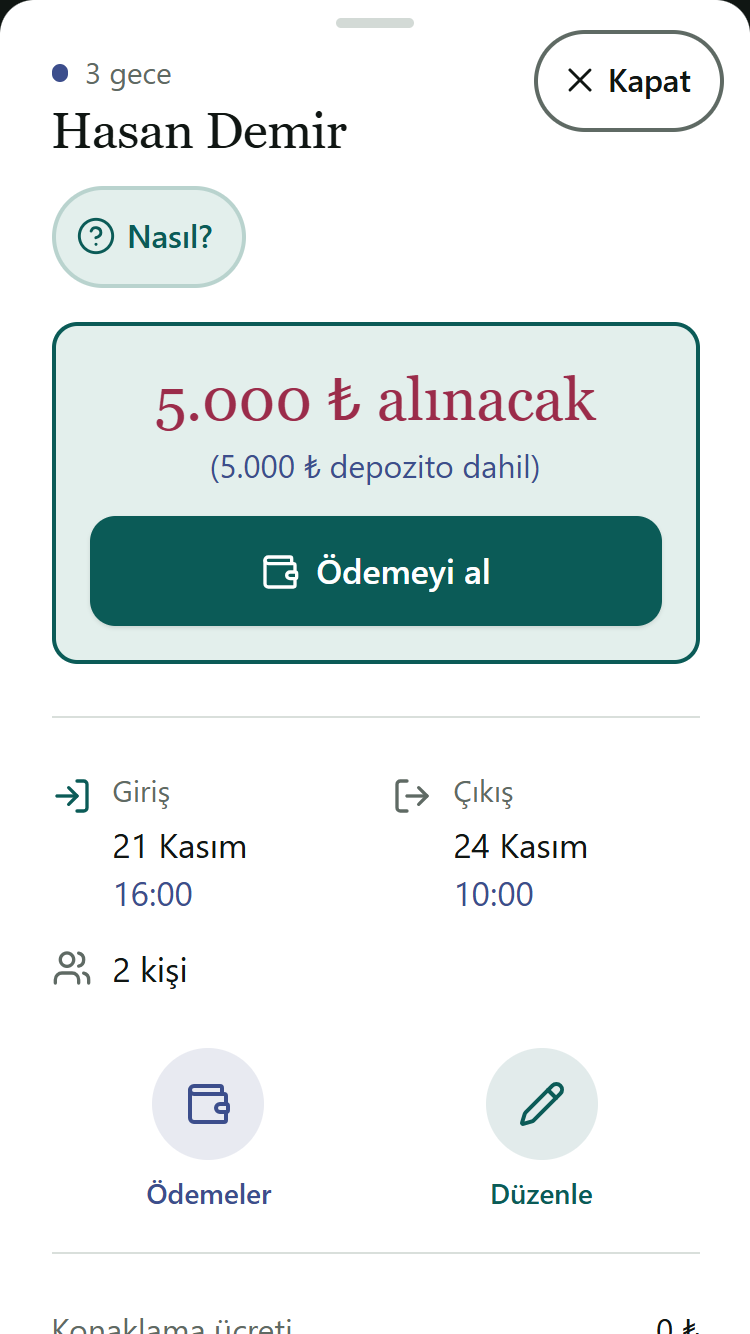 3 gece
Kapat
Hasan Demir
Nasıl?
5.000 ₺ alınacak
(5.000 ₺ depozito dahil)
Ödemeyi al
Giriş
Çıkış
21 Kasım
24 Kasım
16:00
10:00
2 kişi
Ödemeler
Düzenle
Konaklama ücreti
0 ₺